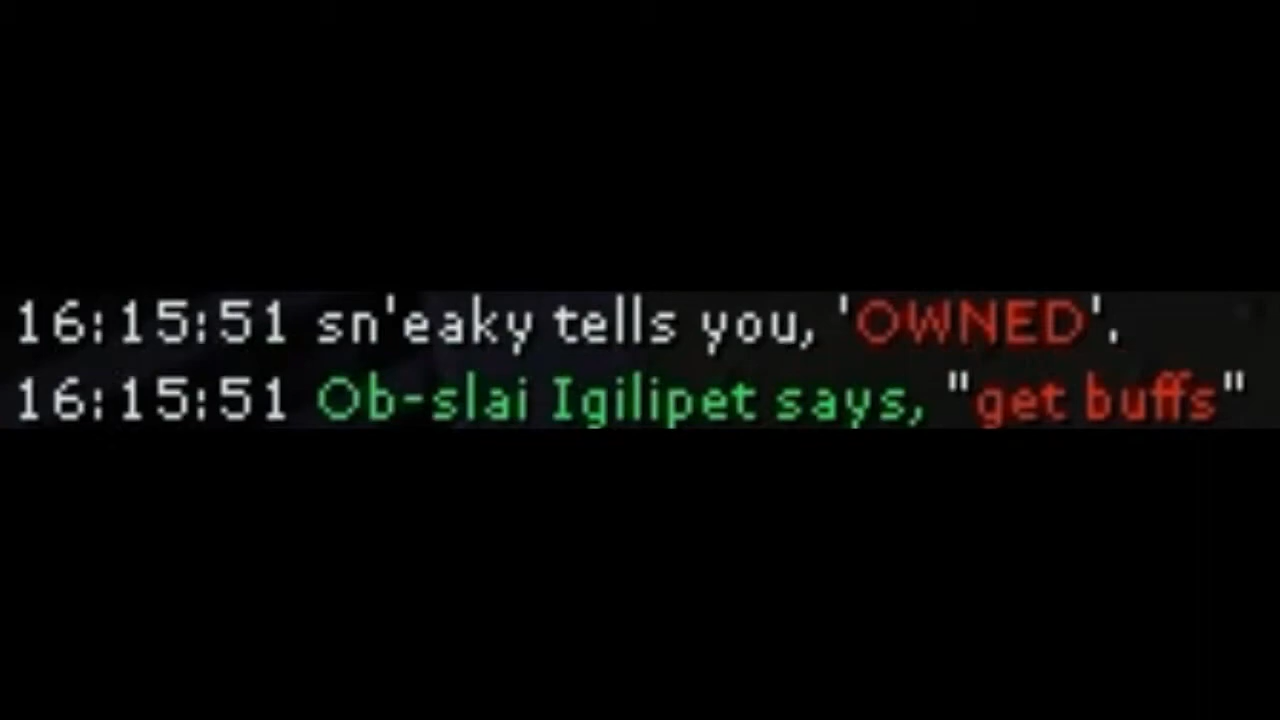 16:15:51 sn'eaky tells you, 'OWNED'.
16:15:51 Ob-slai Igilipet says, "get buffs"